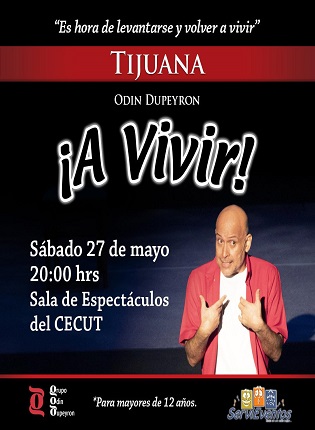 "Es hora de levantarse y volver a vivir"
TIJUANA
ODIN DUPEYRON
¡A Vivir!
Sábado 27 de mayo
20:00 hrs
Sala de Espectáculos
del CECUT
Grupo
Odin
Dupeyron
*Para mayores de 12 años.
ServiEventos